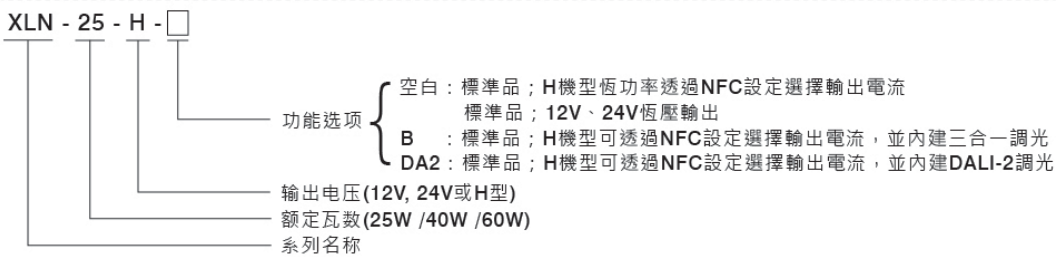 XLN - 25 - H - □
空白：標準品；H機型恆功率透過NFC設定選擇輸出電流
標準品；12V、24V恆壓輸出
功能选项
B ：標準品；H機型可透過NFC設定選擇輸出電流，並內建三合一調光
DA2：標準品；H機型可透過NFC設定選擇輸出電流，並內建DALI-2調光
输出电压(12V, 24V或H型)
额定瓦数(25W /40W /60W)
系列名称